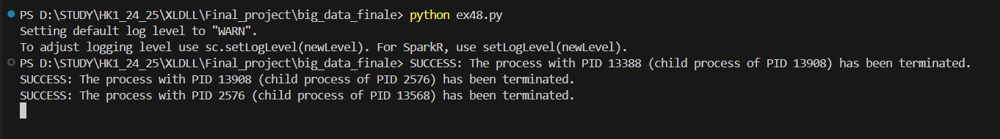 PS D:\STUDY\HK1_24_25\XLDLL\Final_project\big_data_finale> python ex48.py
Setting default log level to "WARN".
To adjust logging level use sc.setLogLevel(newLevel). For SparkR, use setLogLevel(newLevel).
PS D:\STUDY\HK1_24_25\XLDLL\Final_project\big_data_finale> SUCCESS: The process with PID 13388 (child process of PID 13908) has been terminated.
SUCCESS: The process with PID 13908 (child process of PID 2576) has been terminated.
SUCCESS: The process with PID 2576 (child process of PID 13568) has been terminated.